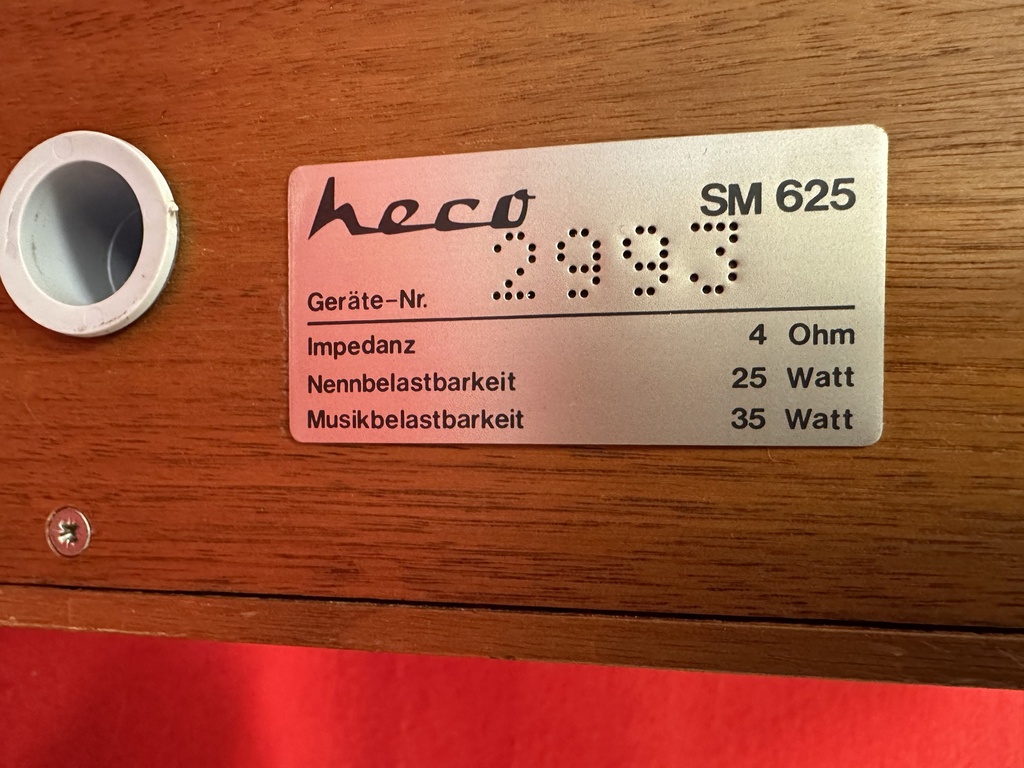 heco SM 625
Geräte-Nr. 2993
Impedanz 4 Ohm
Nennbelastbarkeit 25 Watt
Musikbelastbarkeit 35 Watt